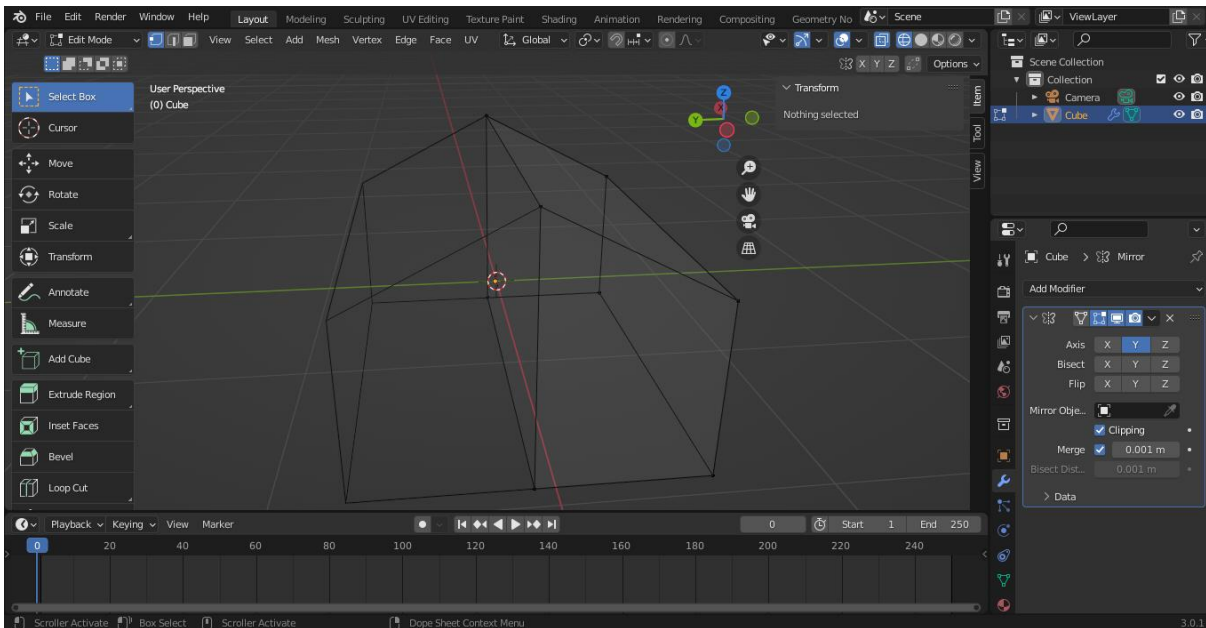 File Edit Render Window Help Layout Modeling Sculpting UV Editing Texture Paint Shading Animation Rendering Compositing Geometry No Scene ViewLayer
Edit Mode View Select Add Mesh Vertex Edge Face UV Global
X Y Z Options
Select Box
Cursor
Move
Rotate
Scale
Transform
Annotate
Measure
Add Cube
Extrude Region
Inset Faces
Bevel
Loop Cut
User Perspective
(0) Cube
Z
X
Y
Transform
Nothing selected
Item
Tool
View
Scene Collection
Collection
Camera
Cube
Cube > Mirror
Add Modifier
Axis X Y Z
Bisect X Y Z
Flip X Y Z
Mirror Obje...
Clipping
Merge 0.001 m
Bisect Dist... 0.001 m
> Data
Playback Keying View Marker 0 Start 1 End 250
0 20 40 60 80 100 120 140 160 180 200 220 240
Scroller Activate Box Select Scroller Activate Dope Sheet Context Menu 3.0.1